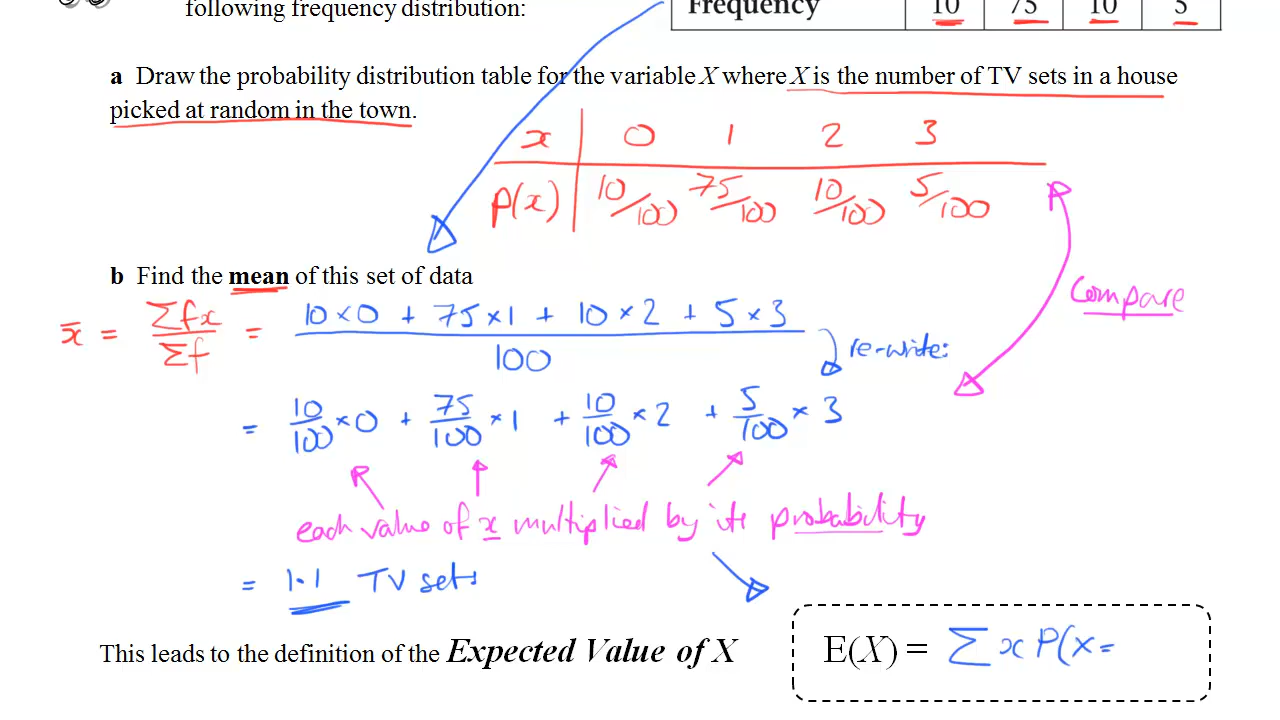 following frequency distribution:
Frequency 10 75 10 5
a Draw the probability distribution table for the variable X where X is the number of TV sets in a house
picked at random in the town.
x 0 1 2 3
P(x) 10/100 75/100 10/100 5/100
b Find the mean of this set of data
Compare
x̄ = Σfx/Σf = (10×0 + 75×1 + 10×2 + 5×3)/100
re-write:
= 10/100 ×0 + 75/100 ×1 + 10/100 ×2 + 5/100 × 3
each value of x multiplied by its probability
= 1.1 TV sets
This leads to the definition of the Expected Value of X
E(X) = Σ x P(X =